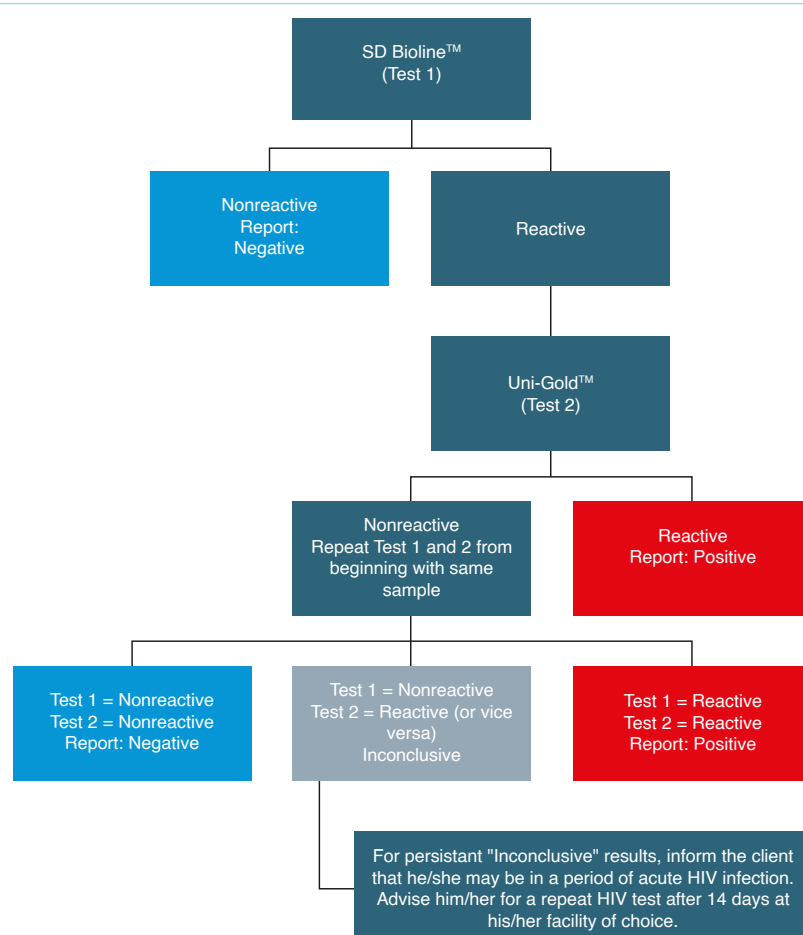 SD Bioline™
(Test 1)
Nonreactive
Report:
Negative
Reactive
Uni-Gold™
(Test 2)
Nonreactive
Repeat Test 1 and 2 from
beginning with same
sample
Reactive
Report: Positive
Test 1 = Nonreactive
Test 2 = Nonreactive
Report: Negative
Test 1 = Nonreactive
Test 2 = Reactive (or vice
versa)
Inconclusive
Test 1 = Reactive
Test 2 = Reactive
Report: Positive
For persistant "Inconclusive" results, inform the client
that he/she may be in a period of acute HIV infection.
Advise him/her for a repeat HIV test after 14 days at
his/her facility of choice.